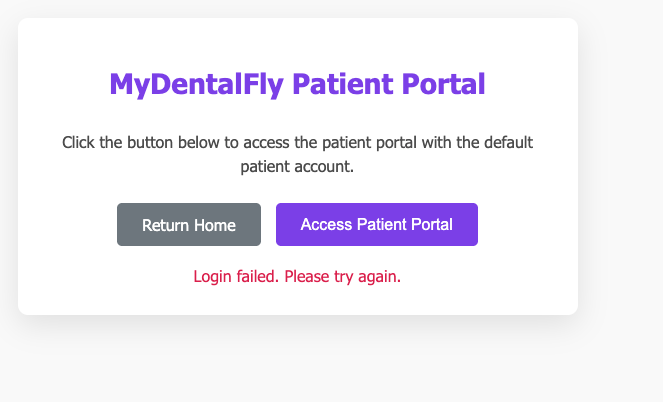 MyDentalFly Patient Portal
Click the button below to access the patient portal with the default
patient account.
Return Home
Access Patient Portal
Login failed. Please try again.